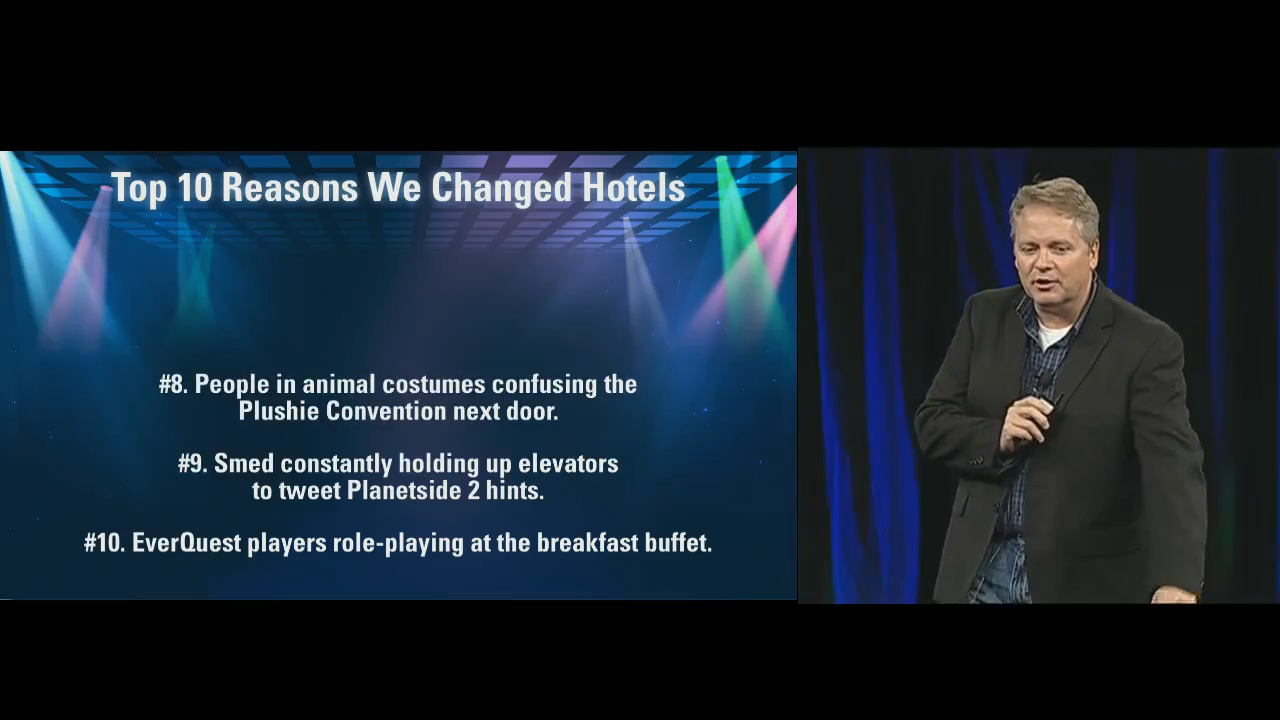 Top 10 Reasons We Changed Hotels
#8. People in animal costumes confusing the
Plushie Convention next door.
#9. Smed constantly holding up elevators
to tweet Planetside 2 hints.
#10. EverQuest players role-playing at the breakfast buffet.